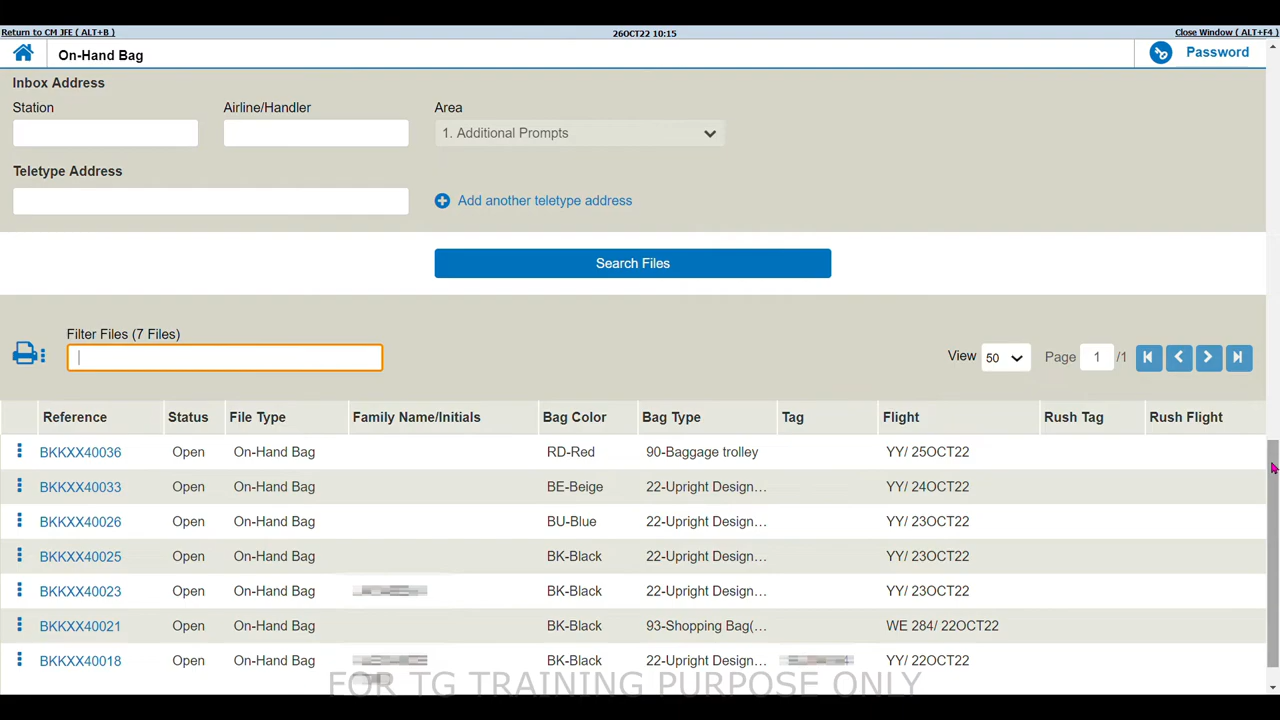 Return to CM JFE ( ALT+B ) 26OCT22 10:15 Close Window ( ALT+F4 )
On-Hand Bag Password
Inbox Address
Station Airline/Handler Area
1. Additional Prompts
Teletype Address
Add another teletype address
Search Files
Filter Files (7 Files)
View 50 Page 1 /1
Reference Status File Type Family Name/Initials Bag Color Bag Type Tag Flight Rush Tag Rush Flight
BKKXX40036 Open On-Hand Bag RD-Red 90-Baggage trolley YY/ 25OCT22
BKKXX40033 Open On-Hand Bag BE-Beige 22-Upright Design... YY/ 24OCT22
BKKXX40026 Open On-Hand Bag BU-Blue 22-Upright Design... YY/ 23OCT22
BKKXX40025 Open On-Hand Bag BK-Black 22-Upright Design... YY/ 23OCT22
BKKXX40023 Open On-Hand Bag BK-Black 22-Upright Design... YY/ 23OCT22
BKKXX40021 Open On-Hand Bag BK-Black 93-Shopping Bag(... WE 284/ 22OCT22
BKKXX40018 Open On-Hand Bag BK-Black 22-Upright Design... YY/ 22OCT22
FOR TG TRAINING PURPOSE ONLY